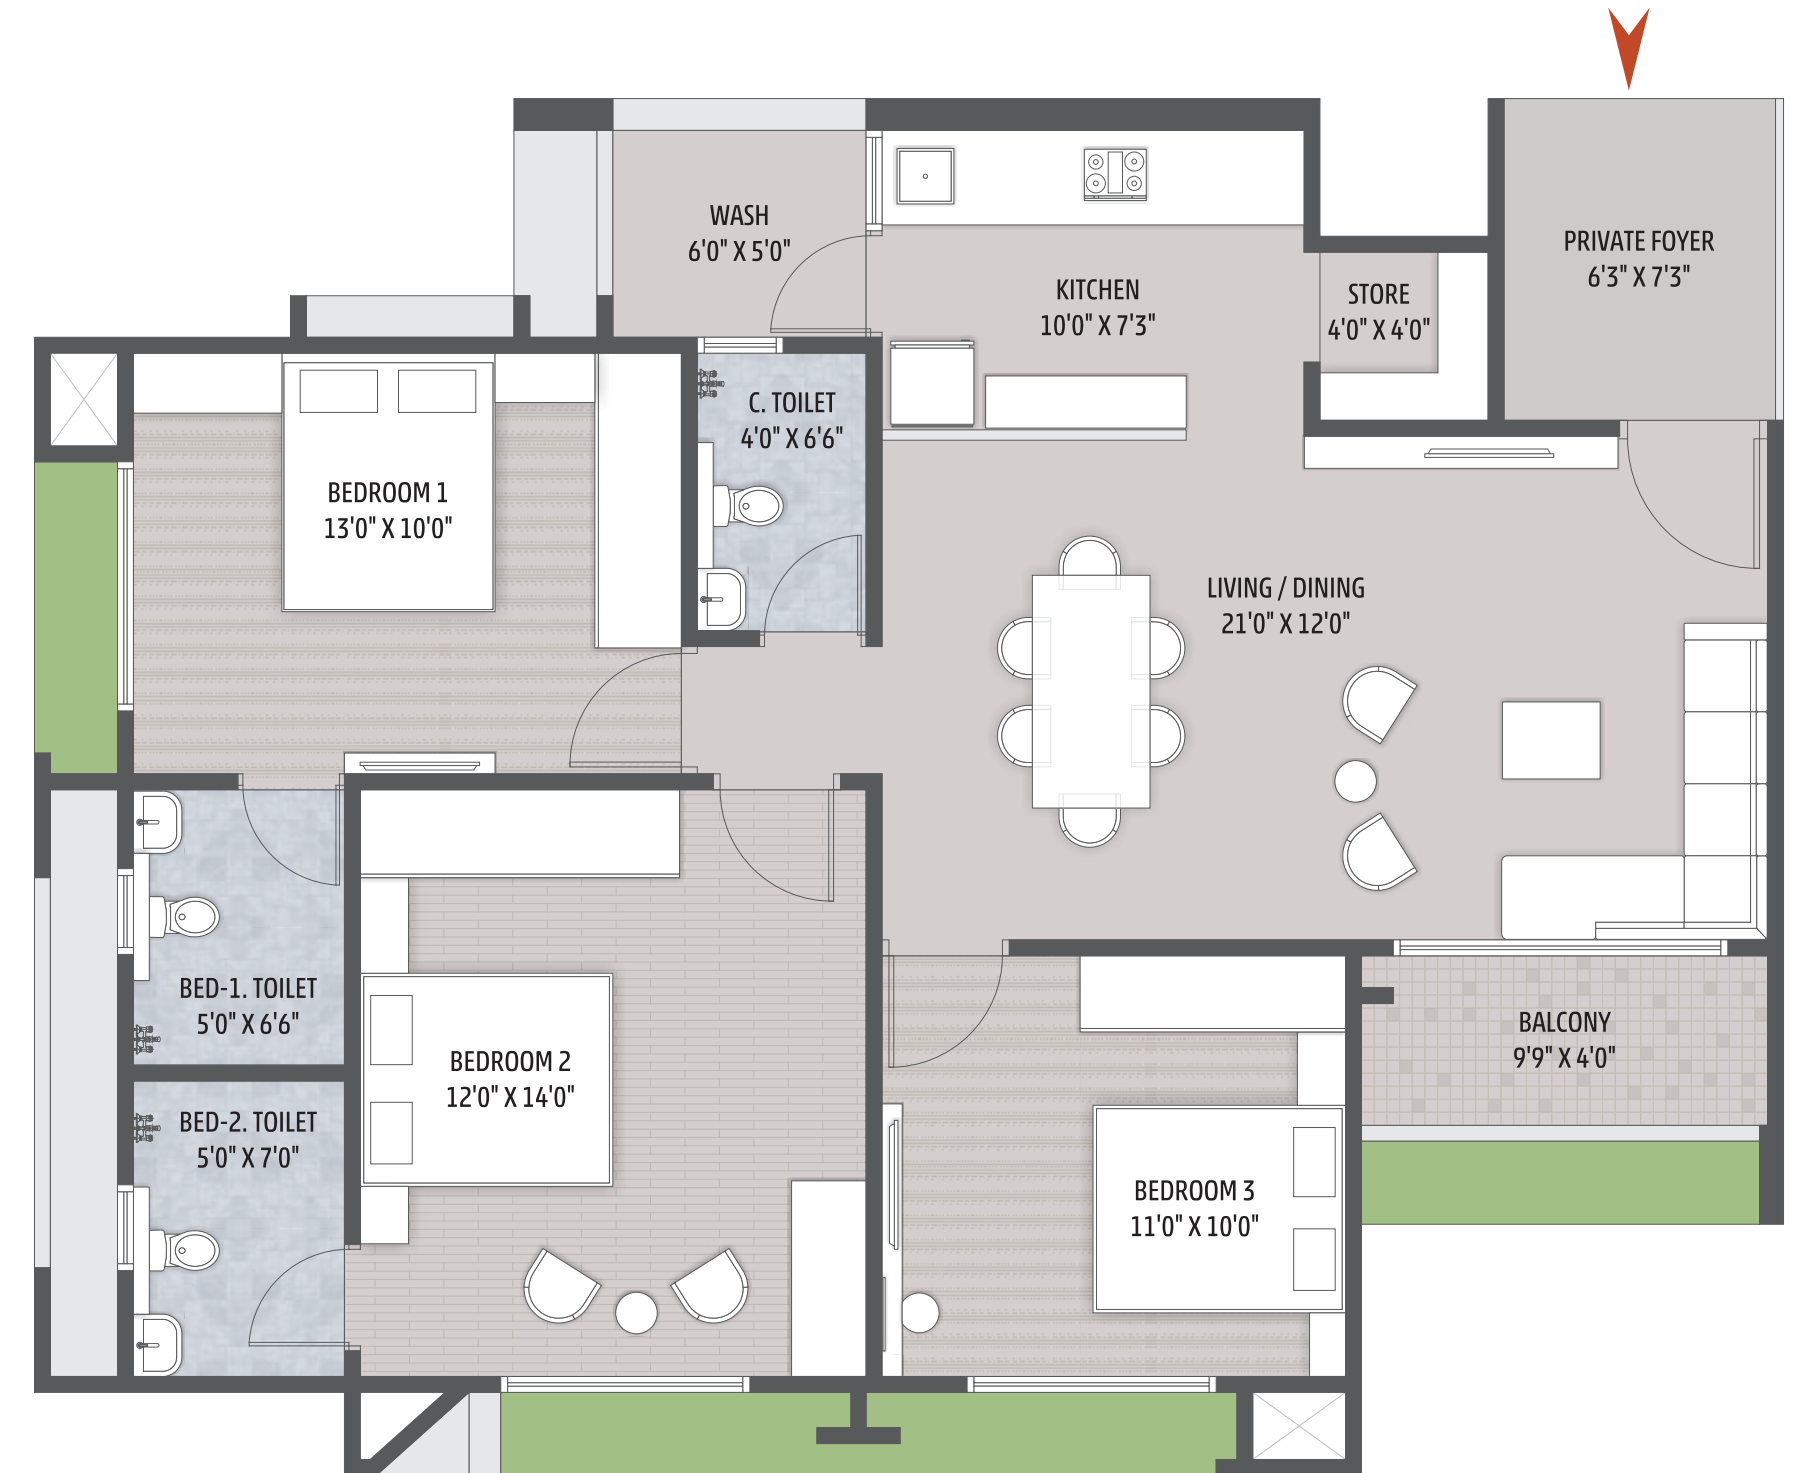 WASH
6'0" X 5'0"
PRIVATE FOYER
6'3" X 7'3"
KITCHEN
10'0" X 7'3"
STORE
4'0" X 4'0"
C. TOILET
4'0" X 6'6"
BEDROOM 1
13'0" X 10'0"
LIVING / DINING
21'0" X 12'0"
BED-1. TOILET
5'0" X 6'6"
BEDROOM 2
12'0" X 14'0"
BALCONY
9'9" X 4'0"
BED-2. TOILET
5'0" X 7'0"
BEDROOM 3
11'0" X 10'0"